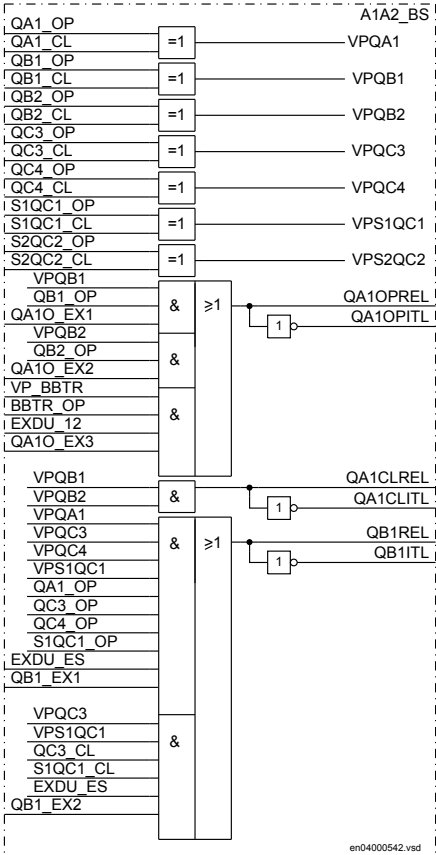 A1A2_BS
QA1_OP
QA1_CL
=1
VPQA1
QB1_OP
QB1_CL
=1
VPQB1
QB2_OP
QB2_CL
=1
VPQB2
QC3_OP
QC3_CL
=1
VPQC3
QC4_OP
QC4_CL
=1
VPQC4
S1QC1_OP
S1QC1_CL
=1
VPS1QC1
S2QC2_OP
S2QC2_CL
=1
VPS2QC2
VPQB1
QB1_OP
QA1O_EX1
&
≥1
QA1OPREL
QA1OPITL
1
VPQB2
QB2_OP
QA1O_EX2
&
VP_BBTR
BBTR_OP
EXDU_12
QA1O_EX3
&
VPQB1
VPQB2
&
QA1CLREL
QA1CLITL
1
VPQA1
VPQC3
VPQC4
VPS1QC1
QA1_OP
QC3_OP
QC4_OP
S1QC1_OP
EXDU_ES
QB1_EX1
&
≥1
QB1REL
QB1ITL
1
VPQC3
VPS1QC1
QC3_CL
S1QC1_CL
EXDU_ES
QB1_EX2
&
en04000542.vsd